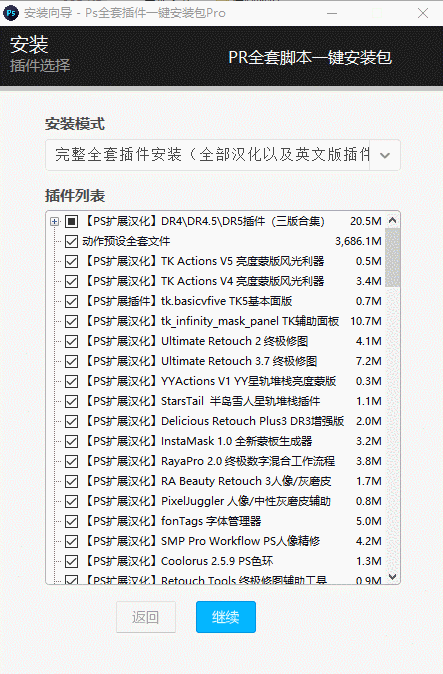 Ps 安装向导 - Ps全套插件一键安装包Pro
安装
插件选择
PR全套脚本一键安装包
安装模式
完整全套插件安装（全部汉化以及英文版插件
插件列表
【PS扩展汉化】DR4\DR4.5\DR5插件（三版合集） 20.5M
动作预设全套文件 3,686.1M
【PS扩展汉化】TK Actions V5 亮度蒙版风光利器 0.5M
【PS扩展汉化】TK Actions V4 亮度蒙版风光利器 3.4M
【PS扩展插件】tk.basicvfive TK5基本面版 0.7M
【PS扩展汉化】tk_infinity_mask_panel TK辅助面板 10.7M
【PS扩展汉化】Ultimate Retouch 2 终极修图 4.1M
【PS扩展汉化】Ultimate Retouch 3.7 终极修图 7.2M
【PS扩展汉化】YYActions V1 YY星轨堆栈亮度蒙版 0.3M
【PS扩展汉化】StarsTail 半岛雪人星轨堆栈插件 1.1M
【PS扩展汉化】Delicious Retouch Plus3 DR3增强版 2.0M
【PS扩展汉化】InstaMask 1.0 全新蒙板生成器 3.2M
【PS扩展汉化】RayaPro 2.0 终极数字混合工作流程 3.8M
【PS扩展汉化】RA Beauty Retouch 3人像/灰磨皮 1.7M
【PS扩展汉化】PixelJuggler 人像/中性灰磨皮辅助 0.8M
【PS扩展汉化】fonTags 字体管理器 5.0M
【PS扩展汉化】SMP Pro Workflow PS人像精修 4.2M
【PS扩展汉化】Coolorus 2.5.9 PS色环 1.3M
【PS扩展汉化】Retouch Tools 终极修图辅助工具 0.9M
返回
继续